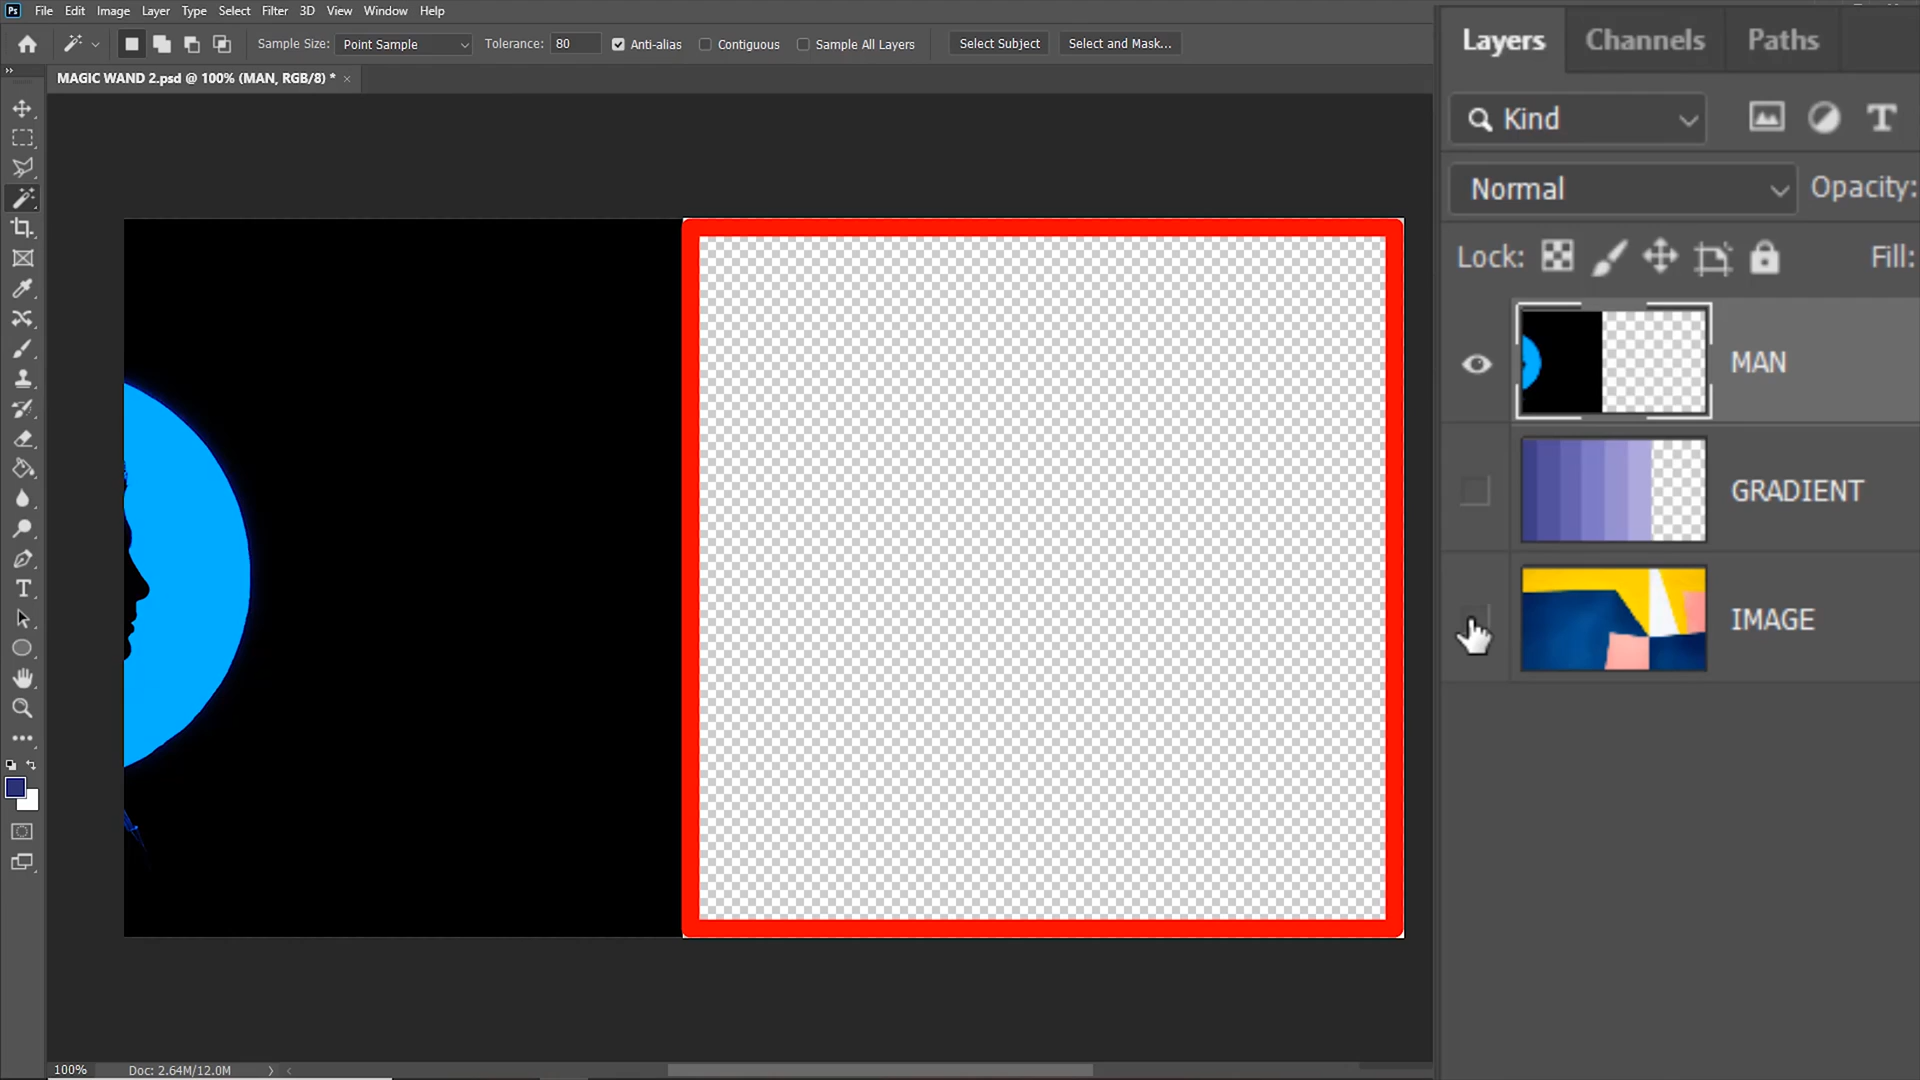 Ps File Edit Image Layer Type Select Filter 3D View Window Help
Sample Size: Point Sample Tolerance: 80 Anti-alias Contiguous Sample All Layers Select Subject Select and Mask...
MAGIC WAND 2.psd @ 100% (MAN, RGB/8) * ×
Layers Channels Paths
Kind
Normal Opacity:
Lock: Fill:
MAN
GRADIENT
IMAGE
100% Doc: 2.64M/12.0M